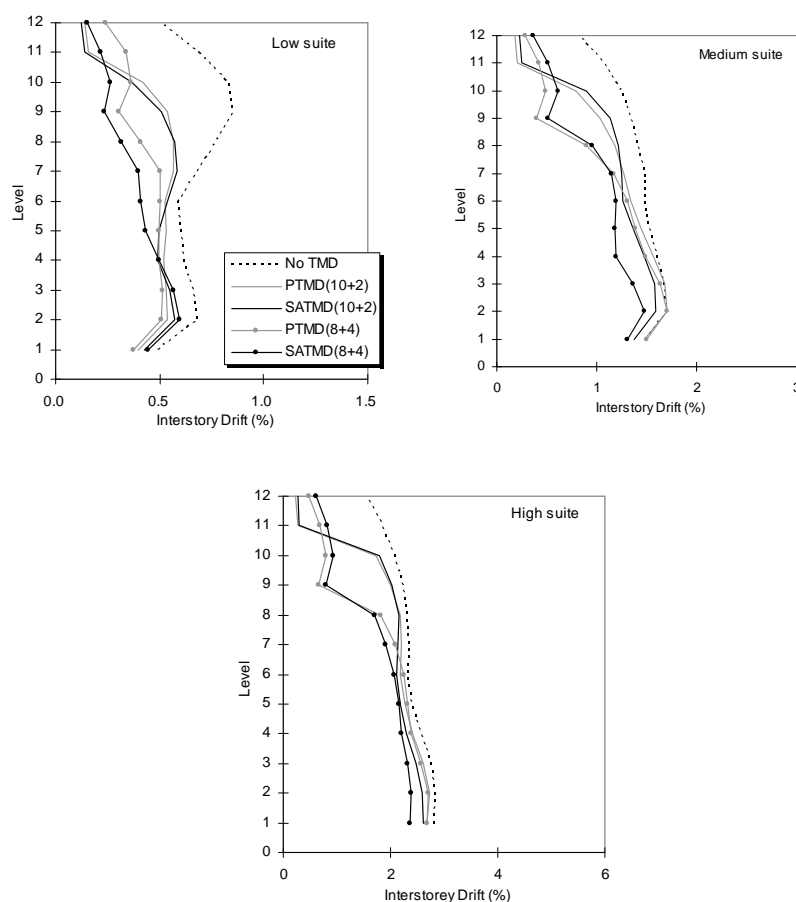 12
11
10
9
8
7
6
5
4
3
2
1
0
Level
Low suite
No TMD
PTMD(10+2)
SATMD(10+2)
PTMD(8+4)
SATMD(8+4)
0.0 0.5 1.0 1.5
Interstory Drift (%)
12
11
10
9
8
7
6
5
4
3
2
1
0
Level
Medium suite
0 1 2 3
Interstory Drift (%)
12
11
10
9
8
7
6
5
4
3
2
1
0
Level
High suite
0 2 4 6
Interstorey Drift (%)